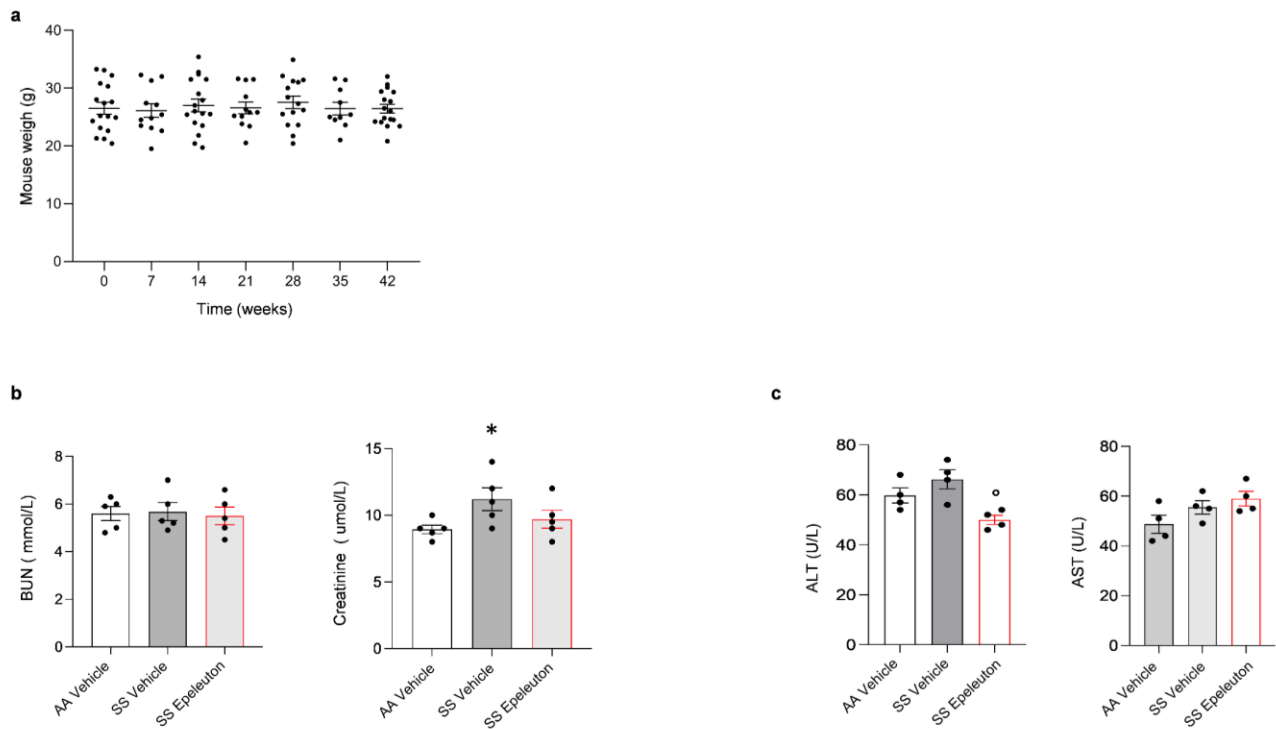 a
40
30
20
10
0
Mouse weigh (g)
0 7 14 21 28 35 42
Time (weeks)
b
8
6
4
2
0
BUN ( mmol/L)
AA Vehicle
SS Vehicle
SS Epeleuton
*
15
10
5
0
Creatinine ( umol/L)
AA Vehicle
SS Vehicle
SS Epeleuton
c
80
60
40
20
0
ALT (U/L)
AA Vehicle
SS Vehicle
SS Epeleuton
80
60
40
20
0
AST (U/L)
AA Vehicle
SS Vehicle
SS Epeleuton